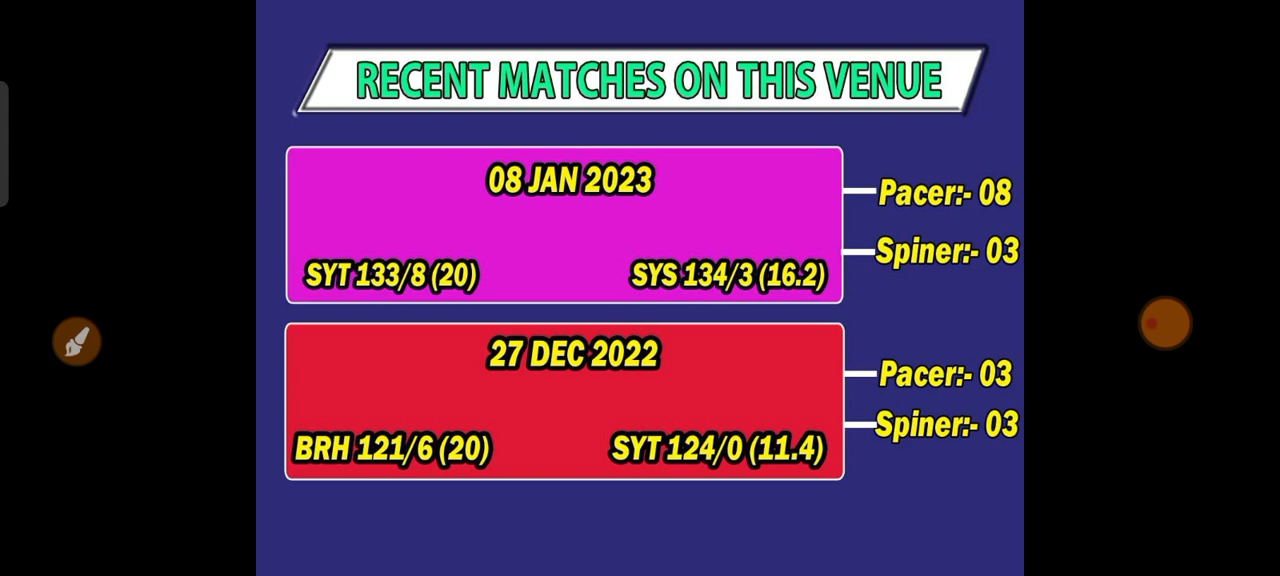 RECENT MATCHES ON THIS VENUE
08 JAN 2023
SYT 133/8 (20) SYS 134/3 (16.2)
Pacer:- 08
Spiner:- 03
27 DEC 2022
BRH 121/6 (20) SYT 124/0 (11.4)
Pacer:- 03
Spiner:- 03